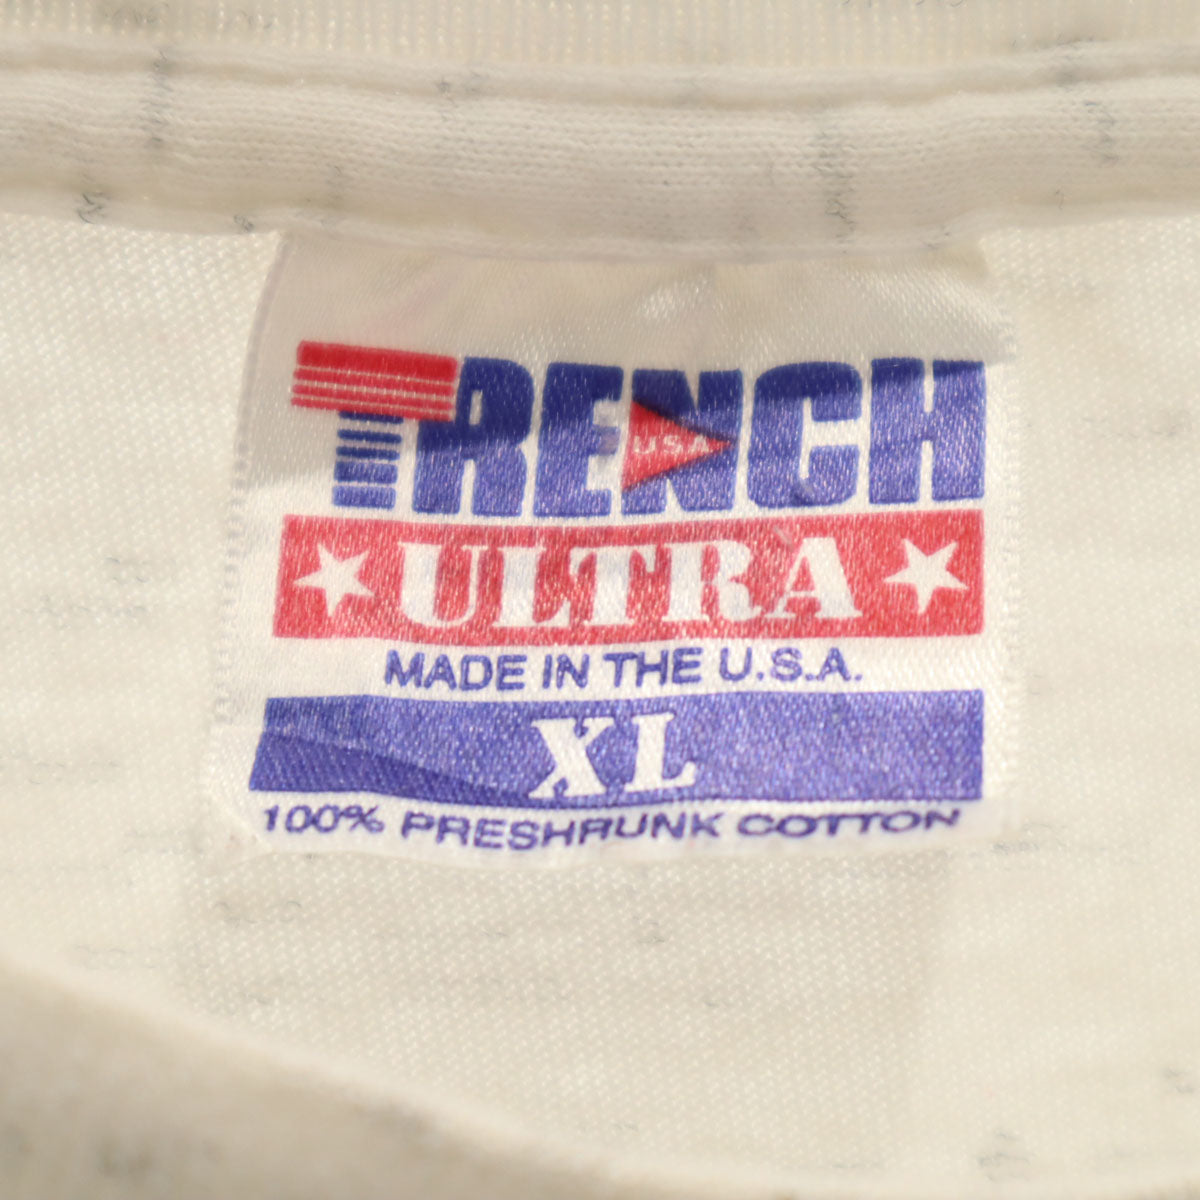 TRENCH
USA
ULTRA
MADE IN THE U.S.A.
XL
100% PRESHRUNK COTTON